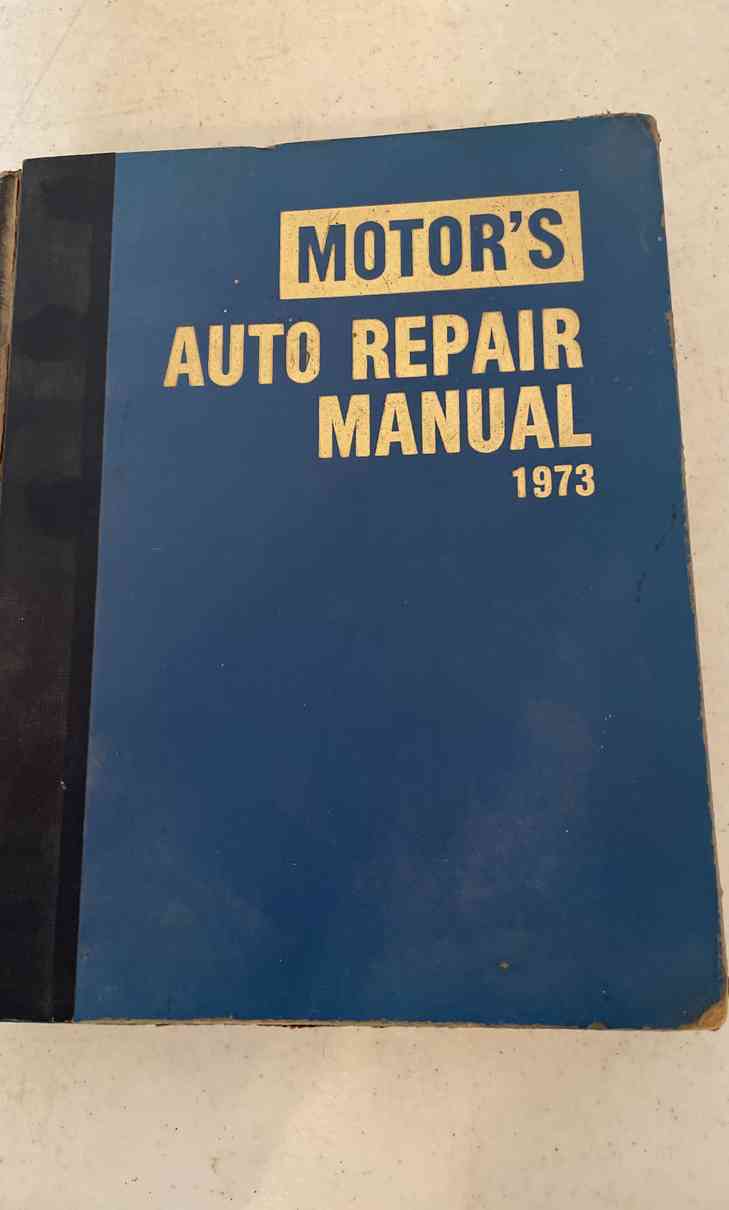 MOTOR'S
AUTO REPAIR
MANUAL
1973